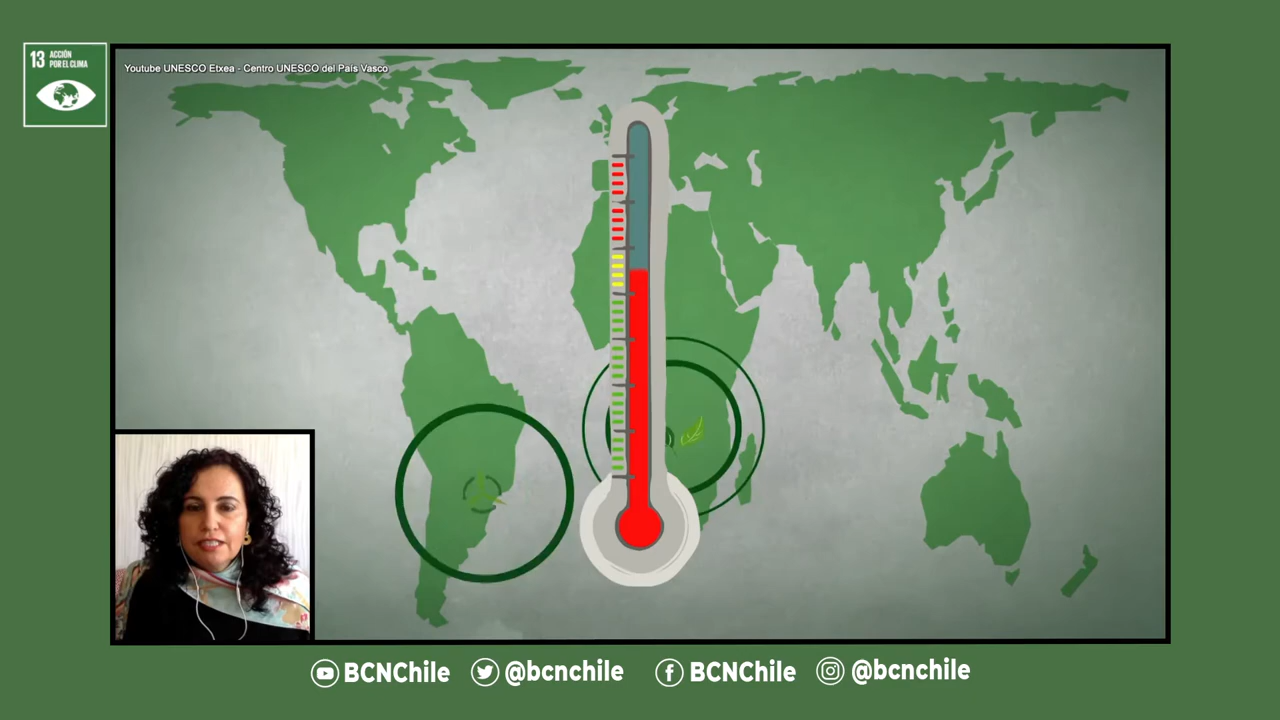 13 ACCIÓN
POR EL CLIMA
Youtube UNESCO Etxea - Centro UNESCO del País Vasco
BCNChile @bcnchile BCNChile @bcnchile